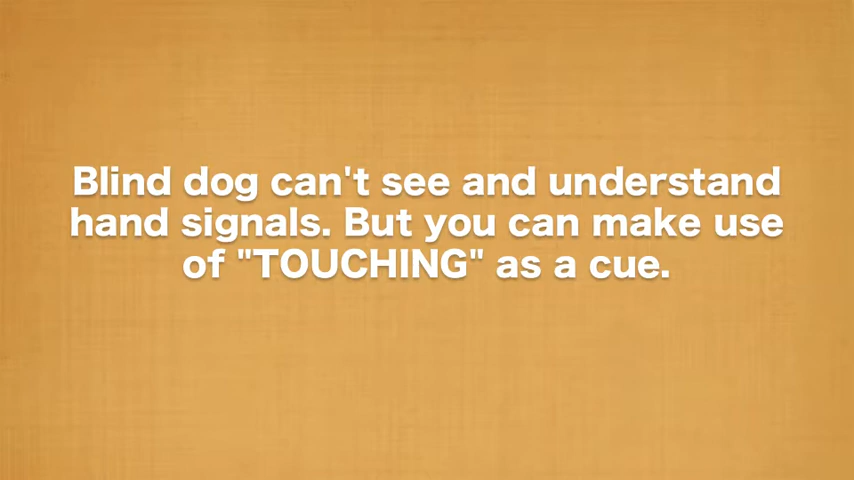 Blind dog can't see and understand
hand signals. But you can make use
of "TOUCHING" as a cue.